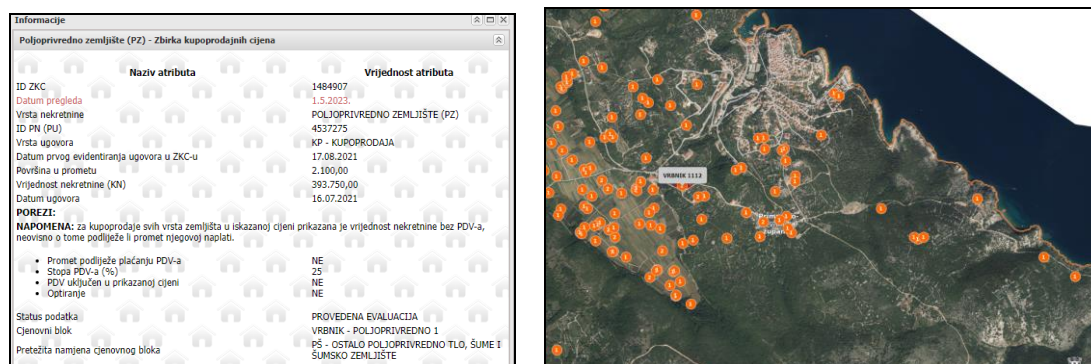 Informacije
Poljoprivredno zemljište (PZ) - Zbirka kupoprodajnih cijena
Naziv atributa Vrijednost atributa
ID ZKC 1484907
Datum pregleda 1.5.2023.
Vrsta nekretnine POLJOPRIVREDNO ZEMLJIŠTE (PZ)
ID PN (PU) 4537275
Vrsta ugovora KP - KUPOPRODAJA
Datum prvog evidentiranja ugovora u ZKC-u 17.08.2021
Površina u prometu 2.100,00
Vrijednost nekretnine (KN) 393.750,00
Datum ugovora 16.07.2021
POREZI:
NAPOMENA: za kupoprodaje svih vrsta zemljišta u iskazanoj cijeni prikazana je vrijednost nekretnine bez PDV-a,
neovisno o tome podliježe li promet njegovoj naplati.
• Promet podliježe plaćanju PDV-a NE
• Stopa PDV-a (%) 25
• PDV uključen u prikazanoj cijeni NE
• Optiranje NE
Status podatka PROVEDENA EVALUACIJA
Cjenovni blok VRBNIK - POLJOPRIVREDNO 1
Pretežita namjena cjenovnog bloka PŠ - OSTALO POLJOPRIVREDNO TLO, ŠUME I
ŠUMSKO ZEMLJIŠTE
VRBNIK 1112